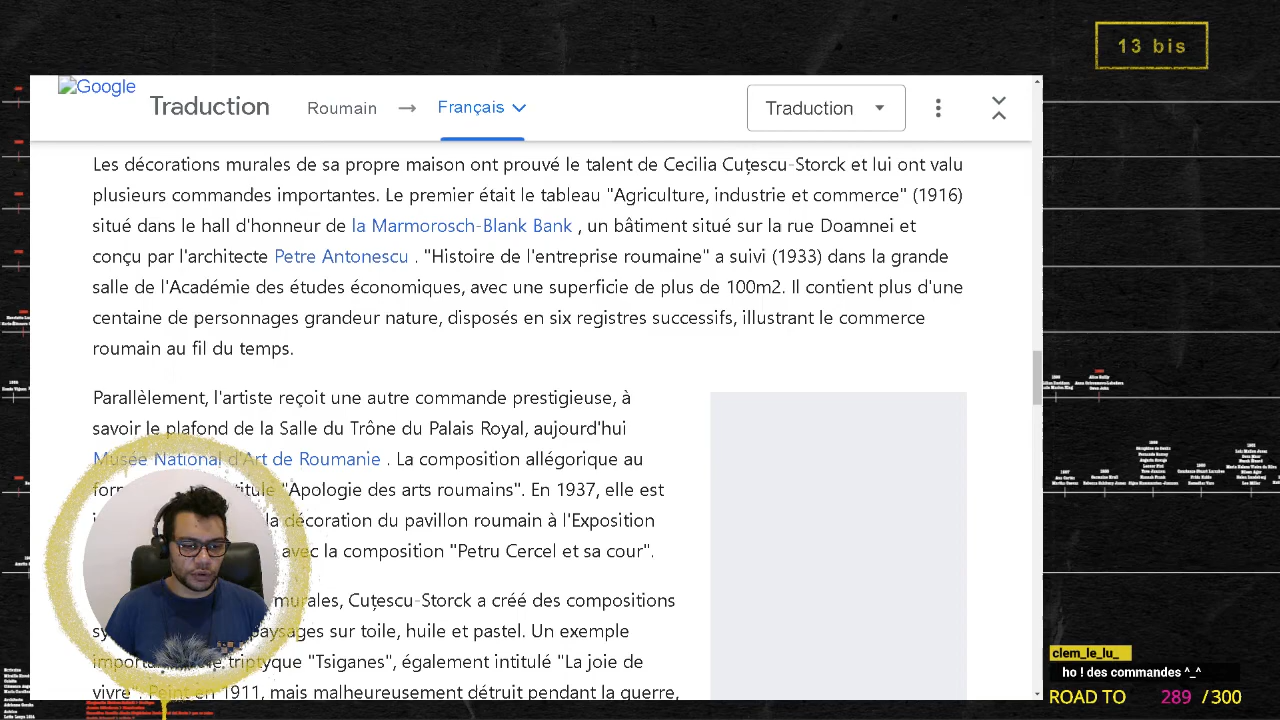 13 bis
Google
Traduction
Roumain → Français
Traduction
Les décorations murales de sa propre maison ont prouvé le talent de Cecilia Cuțescu-Storck et lui ont valu
plusieurs commandes importantes. Le premier était le tableau "Agriculture, industrie et commerce" (1916)
situé dans le hall d'honneur de la Marmorosch-Blank Bank , un bâtiment situé sur la rue Doamnei et
conçu par l'architecte Petre Antonescu . "Histoire de l'entreprise roumaine" a suivi (1933) dans la grande
salle de l'Académie des études économiques, avec une superficie de plus de 100m2. Il contient plus d'une
centaine de personnages grandeur nature disposés en six registres successifs, illustrant le commerce
roumain au fil du temps.
Parallèlement, l'artiste reçoit une autre commande prestigieuse, à
savoir le plafond de la Salle du Trône du Palais Royal, aujourd'hui
Musée National d'Art de Roumanie . La composition allégorique au
"Apologie des arts roumains". En 1937, elle est
la décoration du pavillon roumain à l'Exposition
avec la composition "Petru Cercel et sa cour".
murales, Cuțescu-Storck a créé des compositions
paysages sur toile, huile et pastel. Un exemple
triptyque "Tsiganes", également intitulé "La joie de
vivre". Peint en 1911, mais malheureusement détruit pendant la guerre,
clem_le_lu_
ho ! des commandes ^_^
ROAD TO 289 /300